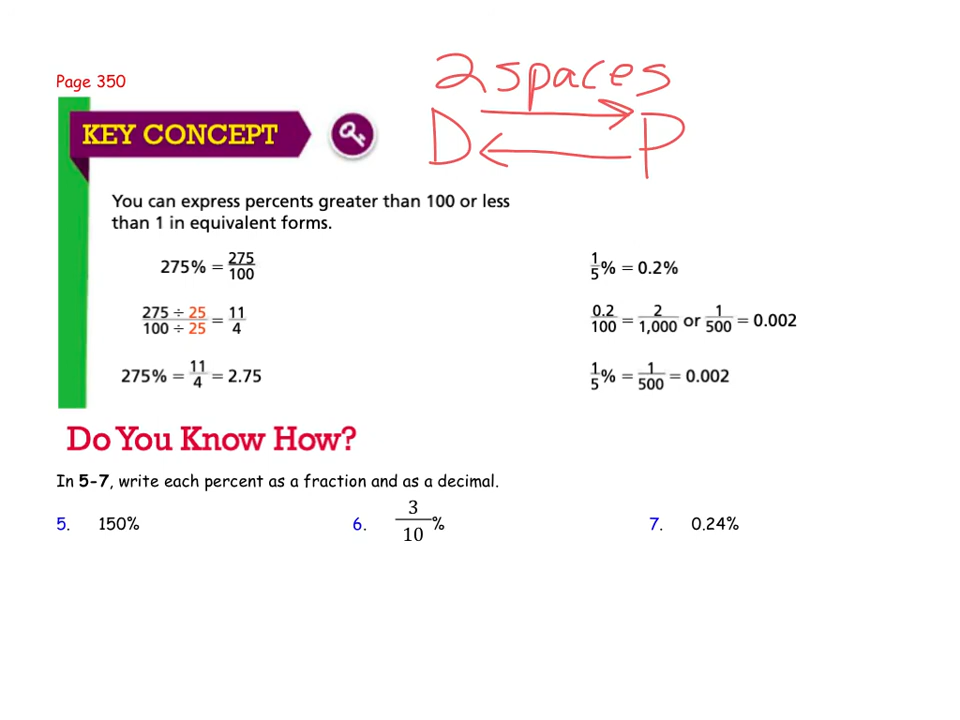 2 spaces
Page 350
D → ← P
KEY CONCEPT
You can express percents greater than 100 or less
than 1 in equivalent forms.
275% = 275/100
1/5% = 0.2%
275 ÷ 25/100 ÷ 25 = 11/4
0.2/100 = 2/1,000 or 1/500 = 0.002
275% = 11/4 = 2.75
1/5% = 1/500 = 0.002
Do You Know How?
In 5-7, write each percent as a fraction and as a decimal.
5. 150% 6. 3/10 % 7. 0.24%